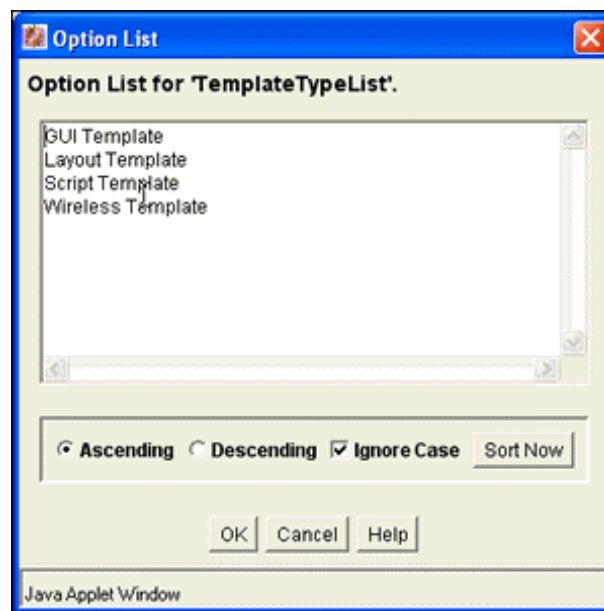 Option List
Option List for 'TemplateTypeList'.
GUI Template
Layout Template
Script Template
Wireless Template
Ascending Descending Ignore Case Sort Now
OK Cancel Help
Java Applet Window